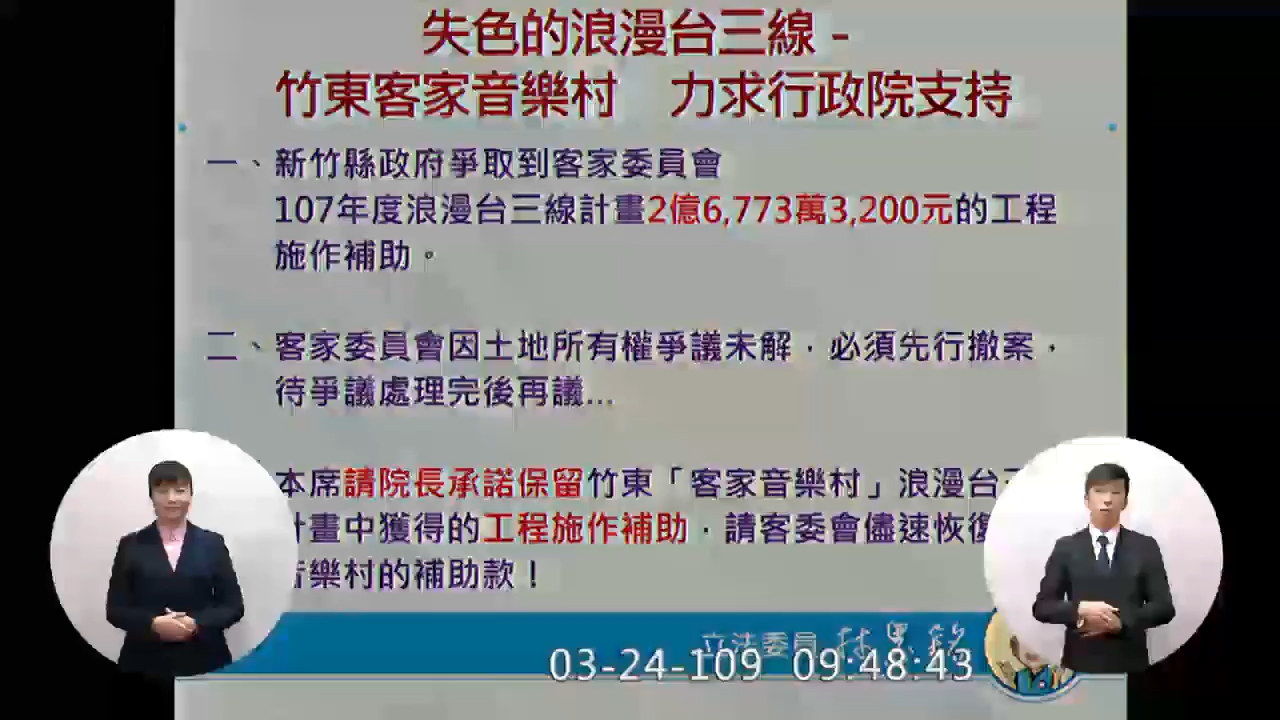 失色的浪漫台三線 -
竹東客家音樂村 力求行政院支持
一、新竹縣政府爭取到客家委員會
107年度浪漫台三線計畫2億6,773萬3,200元的工程
施作補助。
二、客家委員會因土地所有權爭議未解，必須先行撤案，
待爭議處理完後再議...
本席請院長承諾保留竹東「客家音樂村」浪漫台
計畫中獲得的工程施作補助，請客委會儘速恢復
音樂村的補助款！
立法委員 林思銘
03-24-109 09:48:43